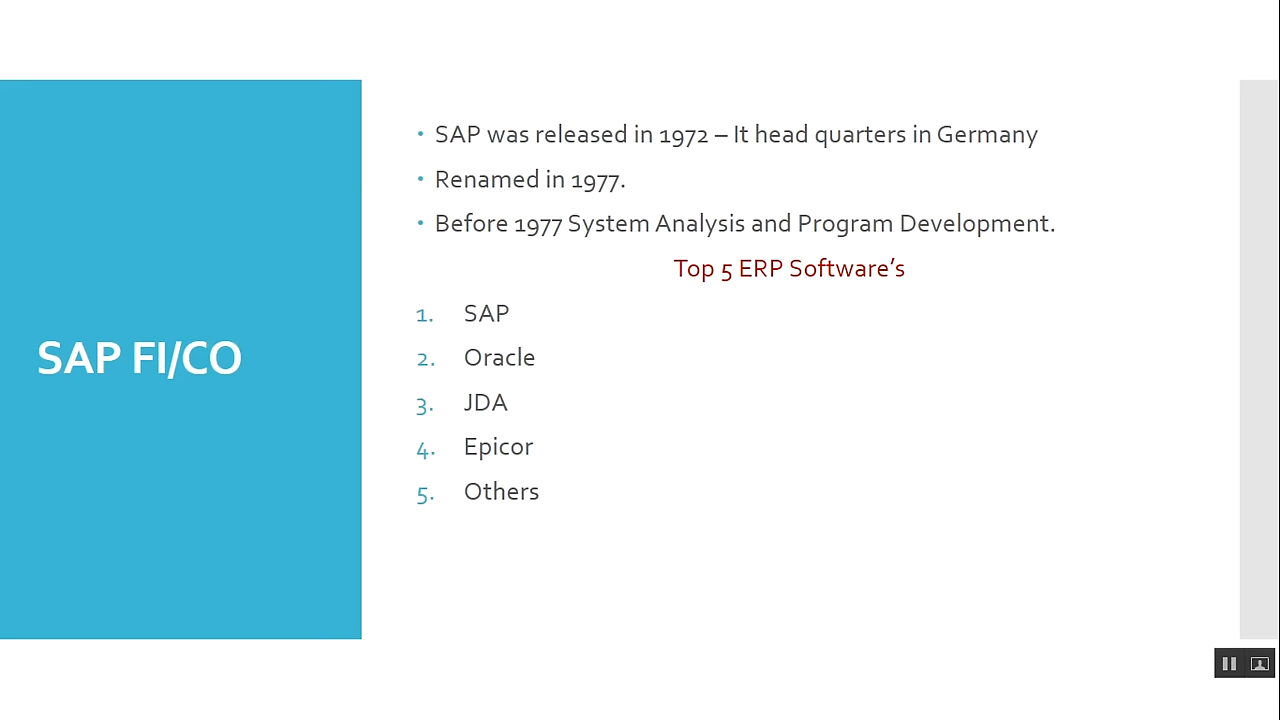 SAP FI/CO
• SAP was released in 1972 – It head quarters in Germany
• Renamed in 1977.
• Before 1977 System Analysis and Program Development.
Top 5 ERP Software’s
1. SAP
2. Oracle
3. JDA
4. Epicor
5. Others